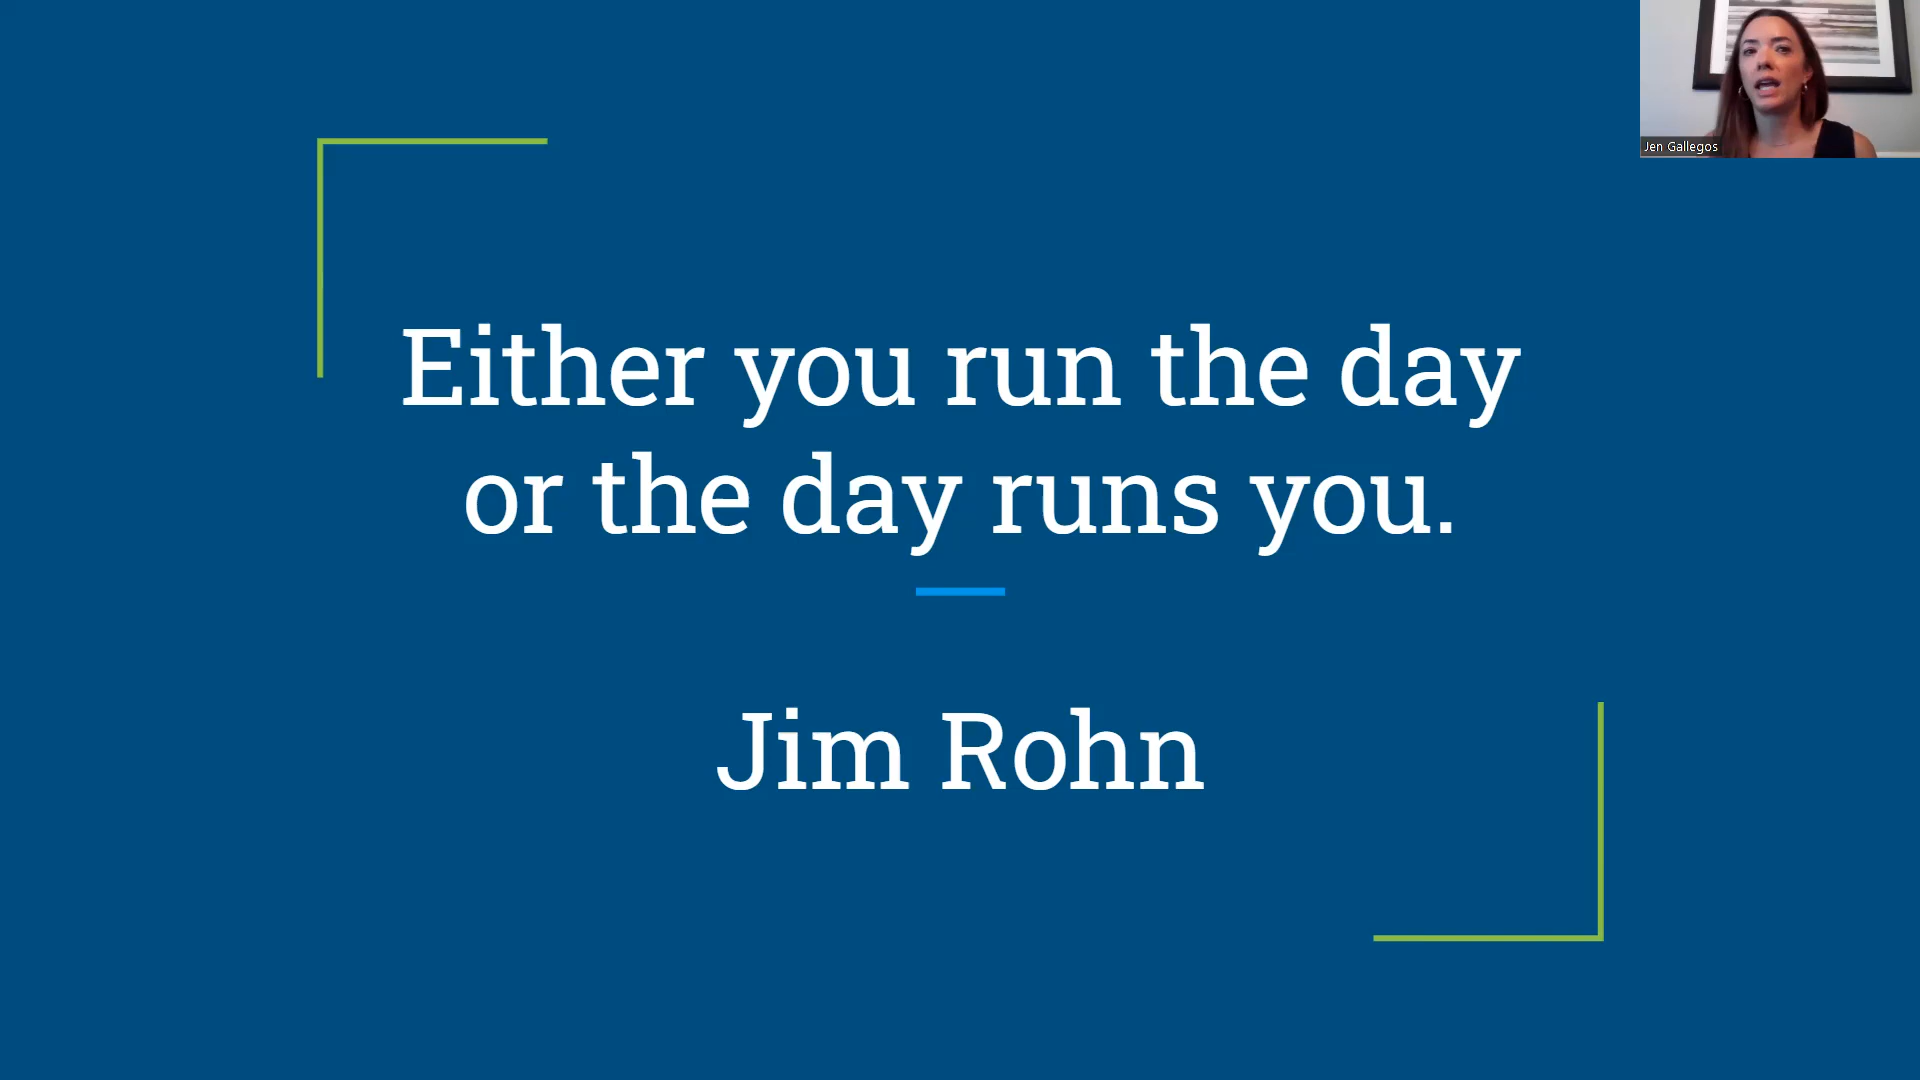 Jen Gallegos
Either you run the day
or the day runs you.
Jim Rohn